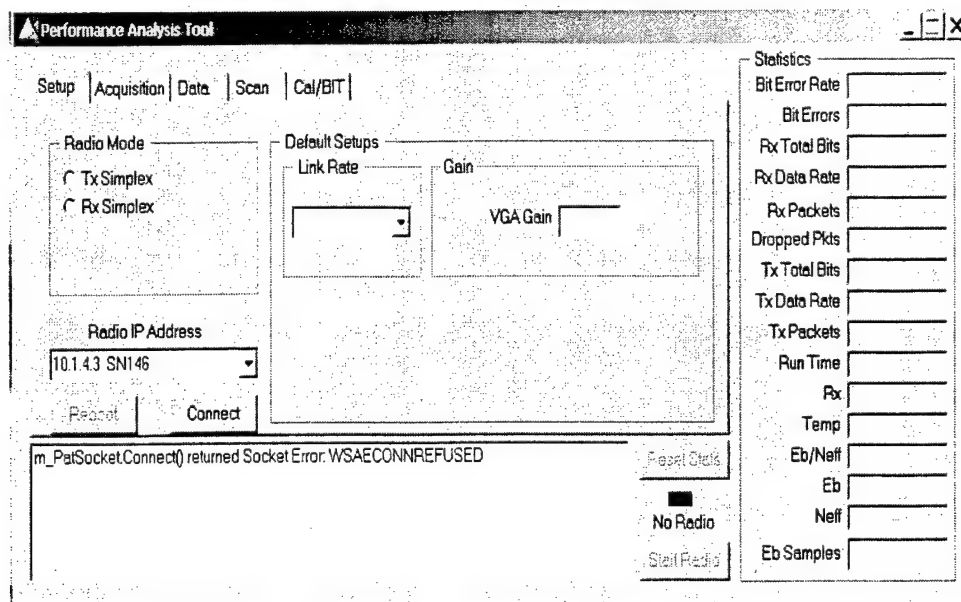 Performance Analysis Tool
Setup
Acquisition
Data
Scan
Cal/BIT
Radio Mode
Tx Simplex
Rx Simplex
Default Setups
Link Rate
Gain
VGA Gain
Radio IP Address
10.1.4.3 SN146
Connect
m_PatSocket.Connect() returned Socket Error: WSAECONNREFUSED
Reset Stats
No Radio
Start Radio
Statistics
Bit Error Rate
Bit Errors
Rx Total Bits
Rx Data Rate
Rx Packets
Dropped Pkts
Tx Total Bits
Tx Data Rate
Tx Packets
Run Time
Rx
Temp
Eb/Neff
Eb
Neff
Eb Samples